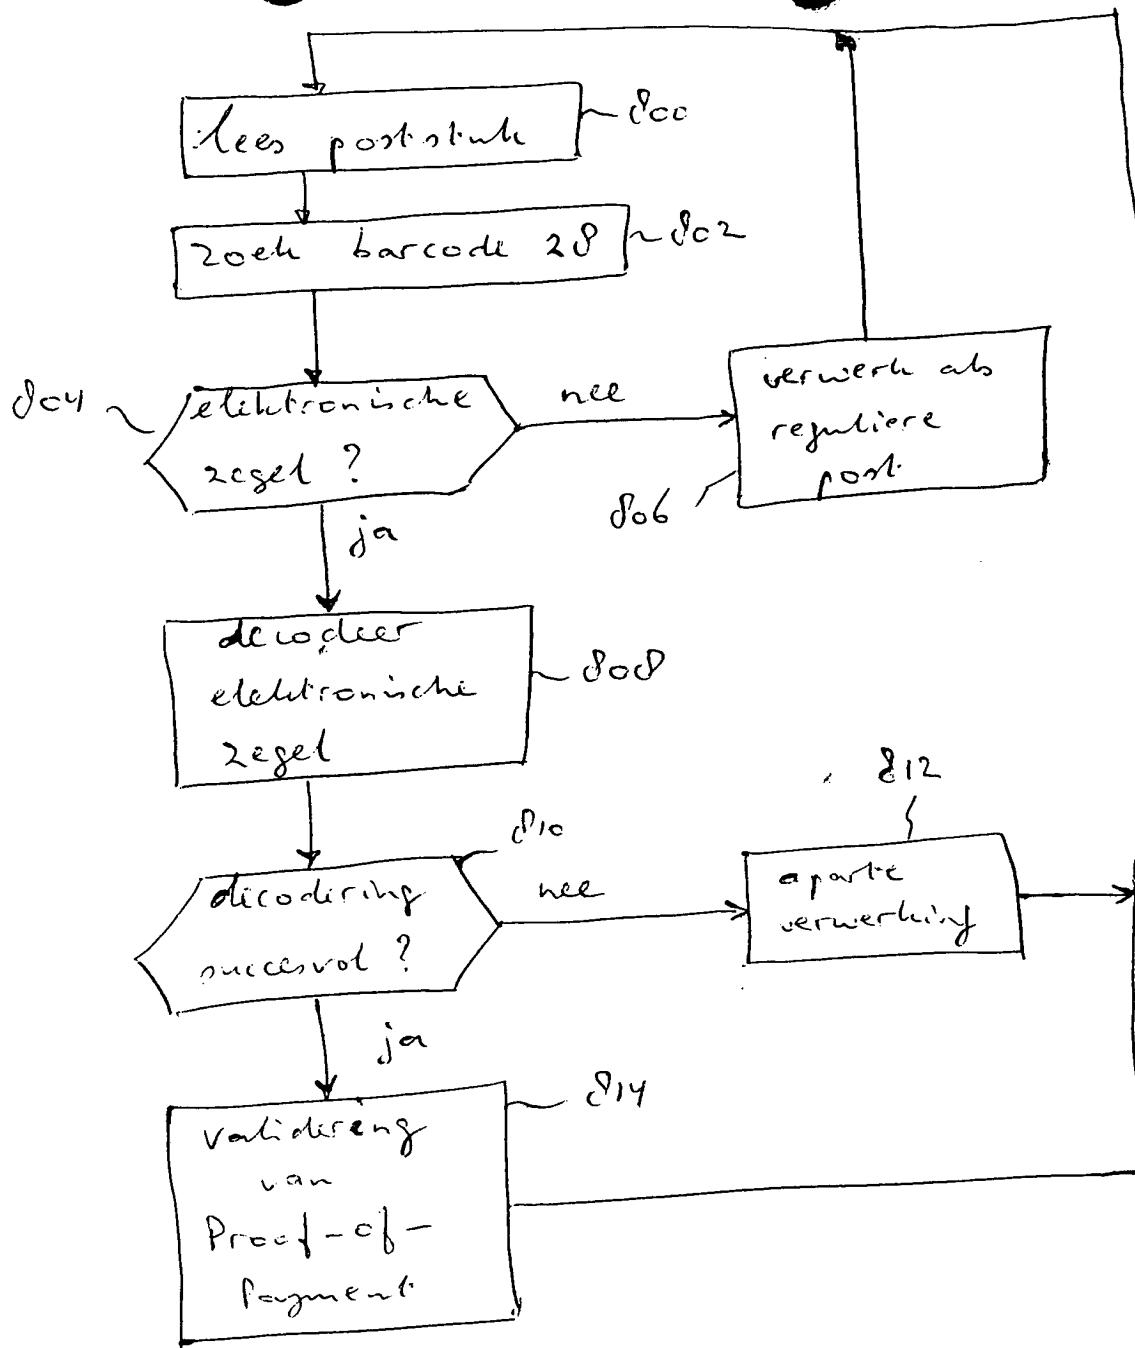 lees poststuk
800
zoek barcode 28
802
804
elektronische
zegel ?
nee
verwerk als
reguliere
post
806
ja
decodeer
elektronische
zegel
808
810
decodering
succesvol ?
nee
812
aparte
verwerking
ja
814
validering
van
Proof-of-
Payment